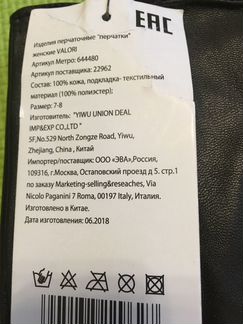 EAC
Изделия перчаточные "перчатки"
женские VALORI
Артикул Метро: 644480
Артикул поставщика: 22962
Состав: 100% кожа, подкладка- текстильный
материал (100% полиэстер);
Размер: 7-8
Изготовитель: "YIWU UNION DEAL
IMP&EXP CO.,LTD "
5F,No.529 North Zongze Road, Yiwu,
Zhejiang, China , Китай
Импортер/поставщик: ООО «ЭВА»,Россия,
109316, г.Москва, Остаповский проезд д 5. стр.1
по заказу Marketing-selling&reseaches, Via
Nicolo Paganini 7 Roma, 00197 Italy, Италия.
Изготовлено в Китае.
Дата изготовления: 06.2018